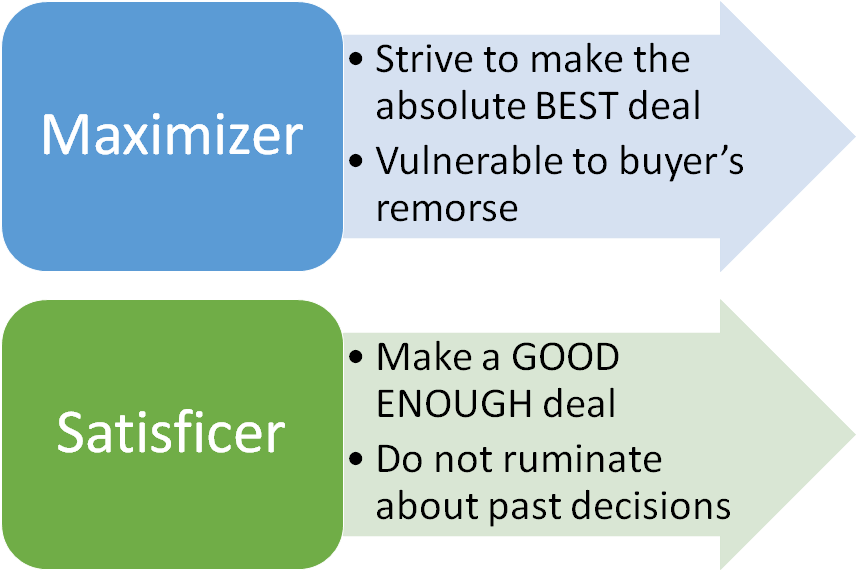 Maximizer
• Strive to make the
absolute BEST deal
• Vulnerable to buyer’s
remorse
Satisficer
• Make a GOOD
ENOUGH deal
• Do not ruminate
about past decisions